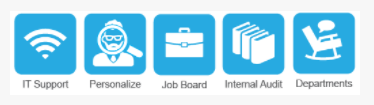 IT Support
Personalize
Job Board
Internal Audit
Departments